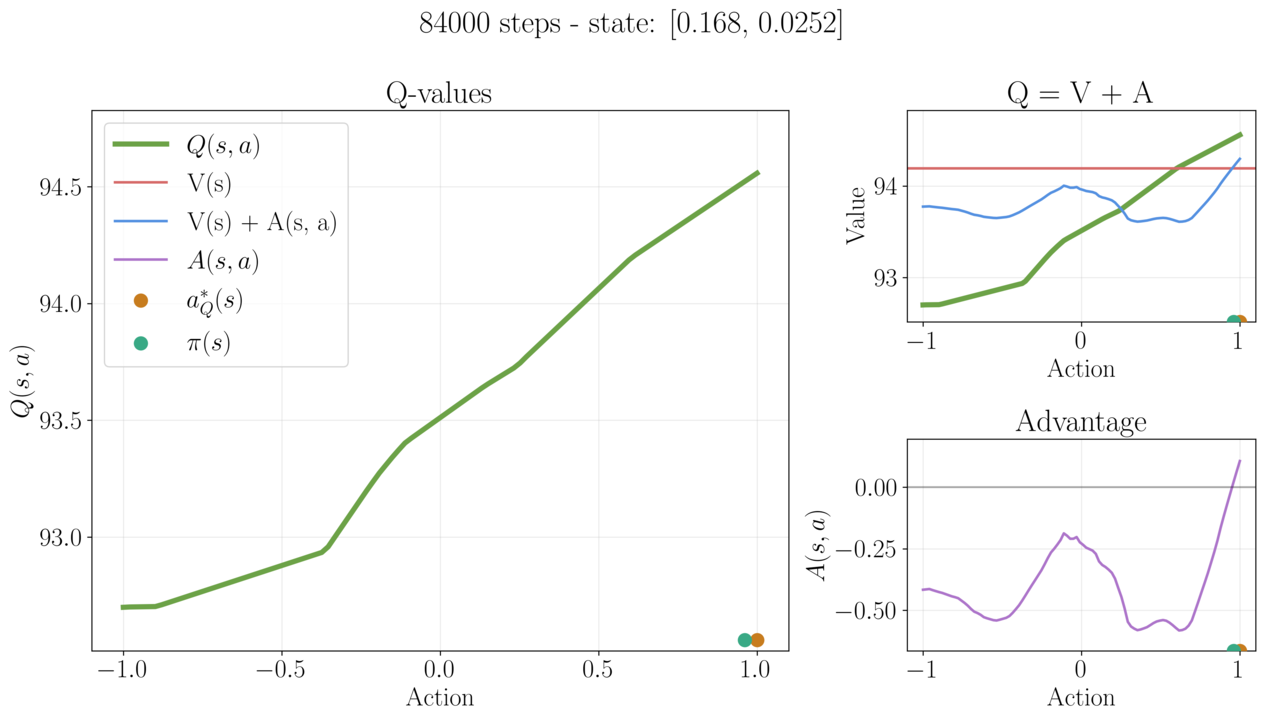 84000 steps - state: [0.168, 0.0252]
Q-values
Q(s, a)
V(s)
V(s) + A(s, a)
A(s, a)
a*_Q(s)
π(s)
94.5
94.0
93.5
93.0
Q(s, a)
−1.0
−0.5
0.0
0.5
1.0
Action
Q = V + A
94
93
Value
−1
0
1
Action
Advantage
0.00
−0.25
−0.50
A(s, a)
−1
0
1
Action